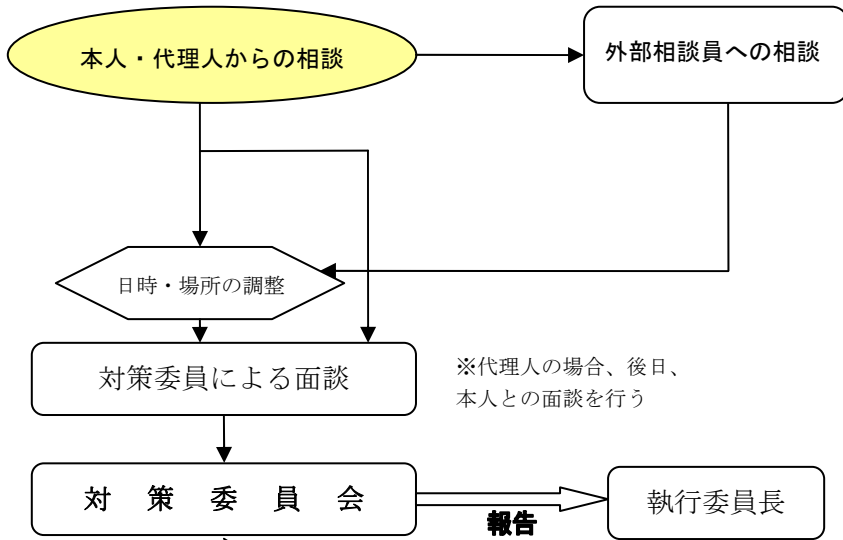 本人・代理人からの相談
外部相談員への相談
日時・場所の調整
対策委員による面談
※代理人の場合、後日、
本人との面談を行う
対策委員会
報告
執行委員長